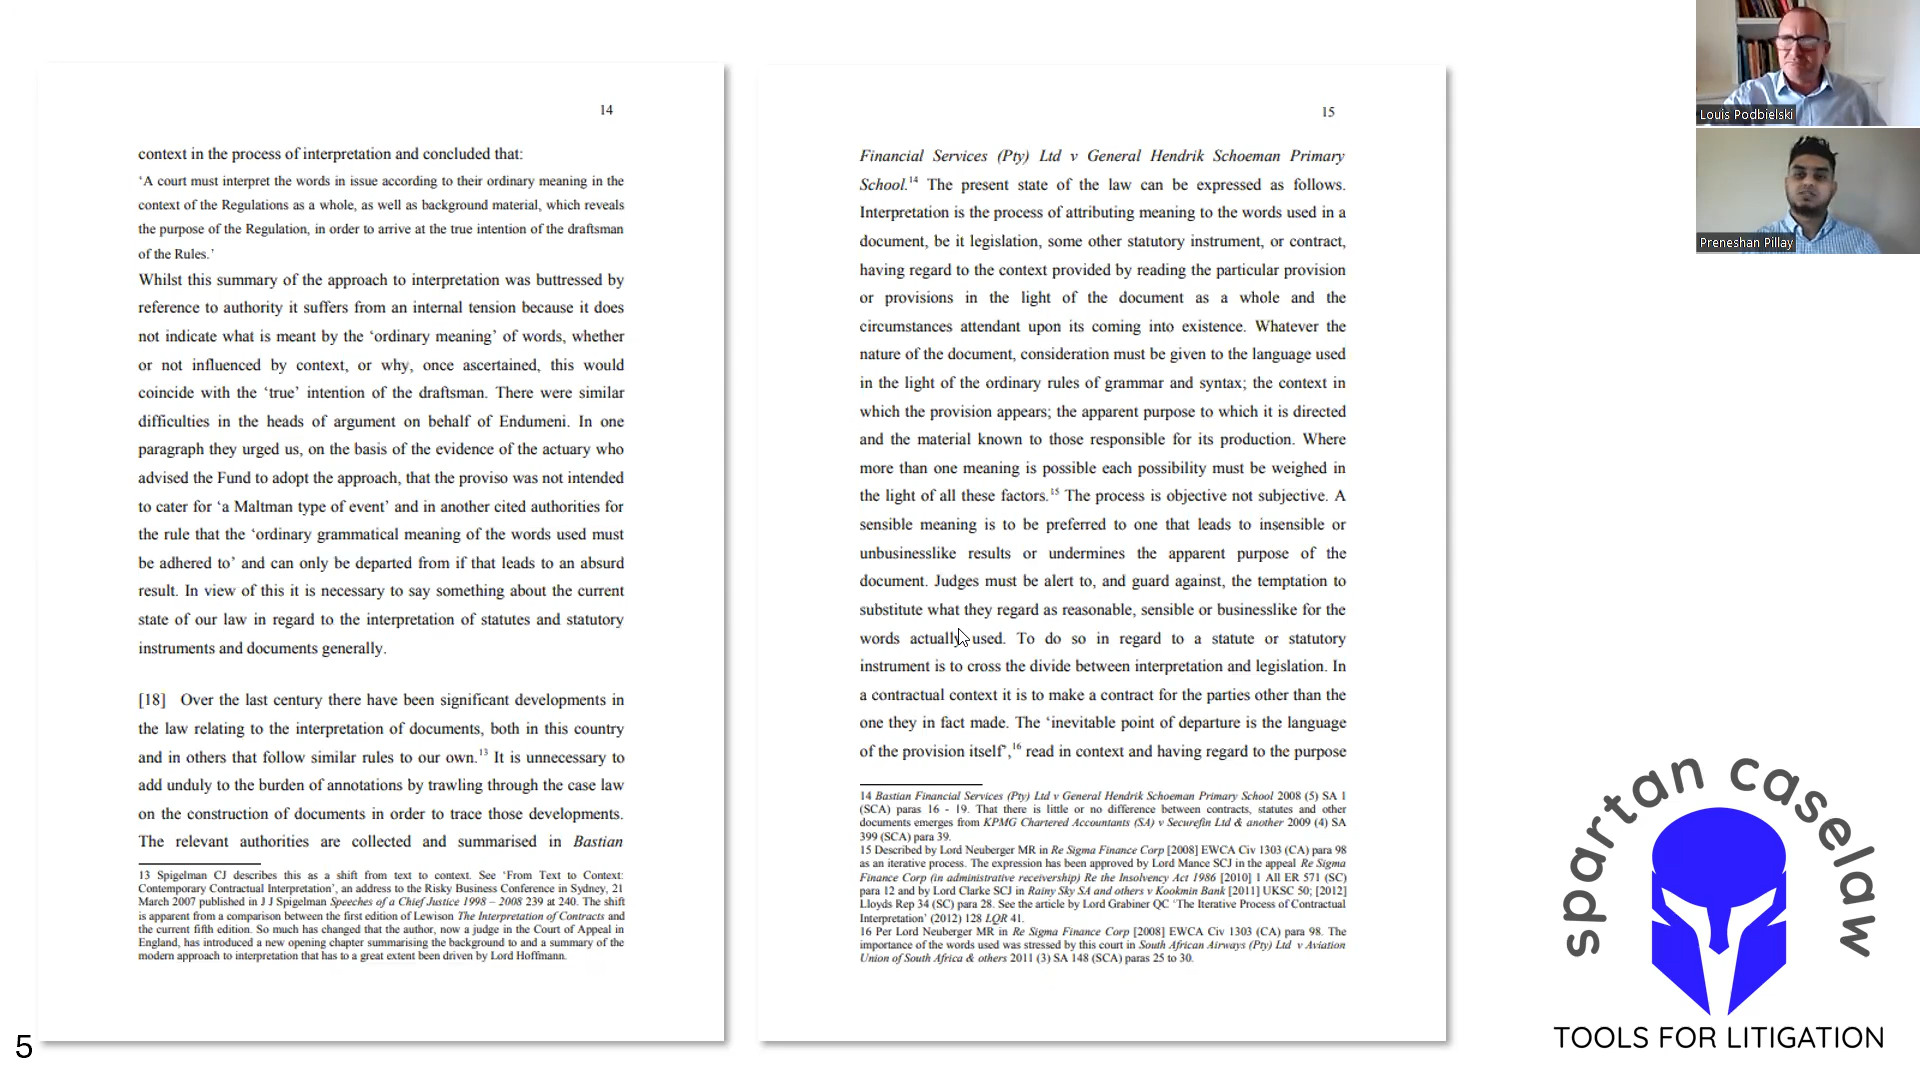 14
context in the process of interpretation and concluded that:
‘A court must interpret the words in issue according to their ordinary meaning in the
context of the Regulations as a whole, as well as background material, which reveals
the purpose of the Regulation, in order to arrive at the true intention of the draftsman
of the Rules.’
Whilst this summary of the approach to interpretation was buttressed by
reference to authority it suffers from an internal tension because it does
not indicate what is meant by the ‘ordinary meaning’ of words, whether
or not influenced by context, or why, once ascertained, this would
coincide with the ‘true’ intention of the draftsman. There were similar
difficulties in the heads of argument on behalf of Endumeni. In one
paragraph they urged us, on the basis of the evidence of the actuary who
advised the Fund to adopt the approach, that the proviso was not intended
to cater for ‘a Maltman type of event’ and in another cited authorities for
the rule that the ‘ordinary grammatical meaning of the words used must
be adhered to’ and can only be departed from if that leads to an absurd
result. In view of this it is necessary to say something about the current
state of our law in regard to the interpretation of statutes and statutory
instruments and documents generally.
[18] Over the last century there have been significant developments in
the law relating to the interpretation of documents, both in this country
and in others that follow similar rules to our own.13 It is unnecessary to
add unduly to the burden of annotations by trawling through the case law
on the construction of documents in order to trace those developments.
The relevant authorities are collected and summarised in Bastian
13 Spigelman CJ describes this as a shift from text to context. See ‘From Text to Context:
Contemporary Contractual Interpretation’, an address to the Risky Business Conference in Sydney, 21
March 2007 published in J J Spigelman Speeches of a Chief Justice 1998 – 2008 239 at 240. The shift
is apparent from a comparison between the first edition of Lewison The Interpretation of Contracts and
the current fifth edition. So much has changed that the author, now a judge in the Court of Appeal in
England, has introduced a new opening chapter summarising the background to and a summary of the
modern approach to interpretation that has to a great extent been driven by Lord Hoffmann.
5
15
Financial Services (Pty) Ltd v General Hendrik Schoeman Primary
School.14 The present state of the law can be expressed as follows.
Interpretation is the process of attributing meaning to the words used in a
document, be it legislation, some other statutory instrument, or contract,
having regard to the context provided by reading the particular provision
or provisions in the light of the document as a whole and the
circumstances attendant upon its coming into existence. Whatever the
nature of the document, consideration must be given to the language used
in the light of the ordinary rules of grammar and syntax; the context in
which the provision appears; the apparent purpose to which it is directed
and the material known to those responsible for its production. Where
more than one meaning is possible each possibility must be weighed in
the light of all these factors.15 The process is objective not subjective. A
sensible meaning is to be preferred to one that leads to insensible or
unbusinesslike results or undermines the apparent purpose of the
document. Judges must be alert to, and guard against, the temptation to
substitute what they regard as reasonable, sensible or businesslike for the
words actually used. To do so in regard to a statute or statutory
instrument is to cross the divide between interpretation and legislation. In
a contractual context it is to make a contract for the parties other than the
one they in fact made. The ‘inevitable point of departure is the language
of the provision itself’,16 read in context and having regard to the purpose
14 Bastian Financial Services (Pty) Ltd v General Hendrik Schoeman Primary School 2008 (5) SA 1
(SCA) paras 16 - 19. That there is little or no difference between contracts, statutes and other
documents emerges from KPMG Chartered Accountants (SA) v Securefin Ltd & another 2009 (4) SA
399 (SCA) para 39.
15 Described by Lord Neuberger MR in Re Sigma Finance Corp [2008] EWCA Civ 1303 (CA) para 98
as an iterative process. The expression has been approved by Lord Mance SCJ in the appeal Re Sigma
Finance Corp (in administrative receivership) Re the Insolvency Act 1986 [2010] 1 All ER 571 (SC)
para 12 and by Lord Clarke SCJ in Rainy Sky SA and others v Kookmin Bank [2011] UKSC 50; [2012]
Lloyds Rep 34 (SC) para 28. See the article by Lord Grabiner QC ‘The Iterative Process of Contractual
Interpretation’ (2012) 128 LQR 41.
16 Per Lord Neuberger MR in Re Sigma Finance Corp [2008] EWCA Civ 1303 (CA) para 98. The
importance of the words used was stressed by this court in South African Airways (Pty) Ltd v Aviation
Union of South Africa & others 2011 (3) SA 148 (SCA) paras 25 to 30.
Louis Podbielski
Preneshan Pillay
spartan caselaw
TOOLS FOR LITIGATION